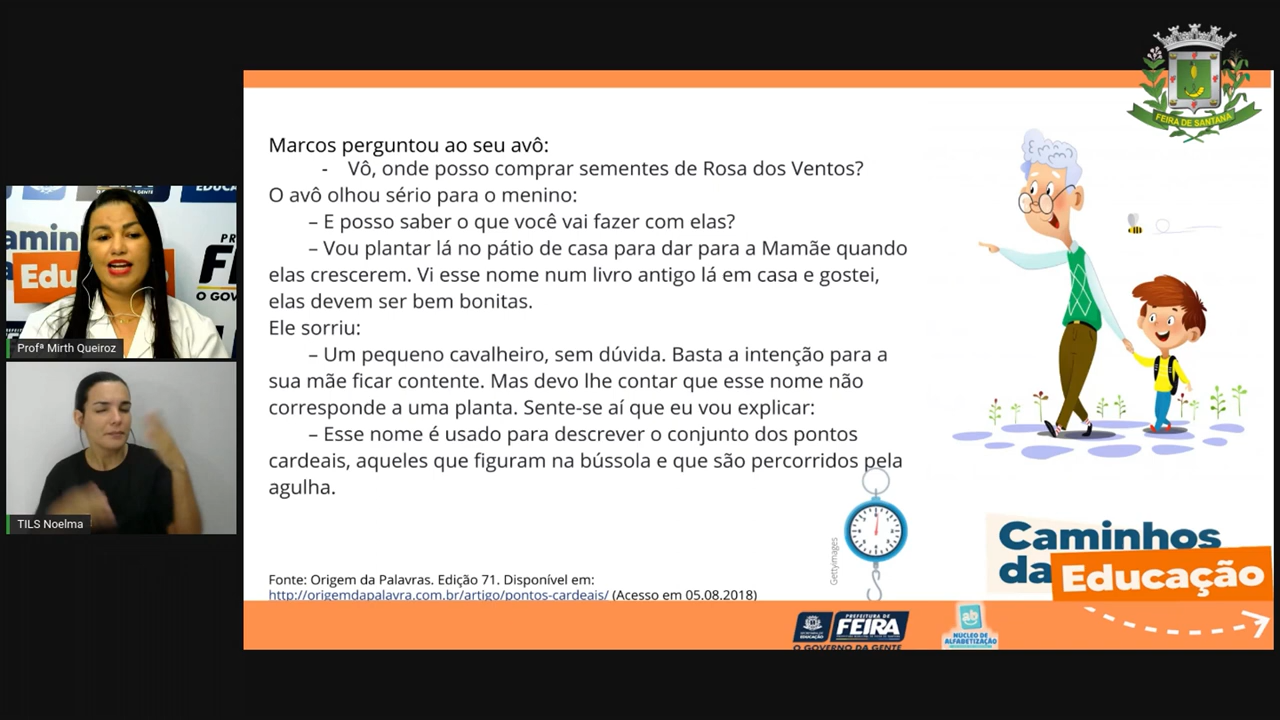 FEIRA DE SANTANA
Marcos perguntou ao seu avô:
- Vô, onde posso comprar sementes de Rosa dos Ventos?
O avô olhou sério para o menino:
– E posso saber o que você vai fazer com elas?
– Vou plantar lá no pátio de casa para dar para a Mamãe quando
elas crescerem. Vi esse nome num livro antigo lá em casa e gostei,
elas devem ser bem bonitas.
Ele sorriu:
– Um pequeno cavalheiro, sem dúvida. Basta a intenção para a
sua mãe ficar contente. Mas devo lhe contar que esse nome não
corresponde a uma planta. Sente-se aí que eu vou explicar:
– Esse nome é usado para descrever o conjunto dos pontos
cardeais, aqueles que figuram na bússola e que são percorridos pela
agulha.
Gettyimages
Fonte: Origem da Palavras. Edição 71. Disponível em:
http://origemdapalavra.com.br/artigo/pontos-cardeais/ (Acesso em 05.08.2018)
Profª Mirth Queiroz
TILS Noelma
Caminhos
da Educação
PREFEITURA DE
FEIRA
O GOVERNO DA GENTE
NÚCLEO DE
ALFABETIZAÇÃO